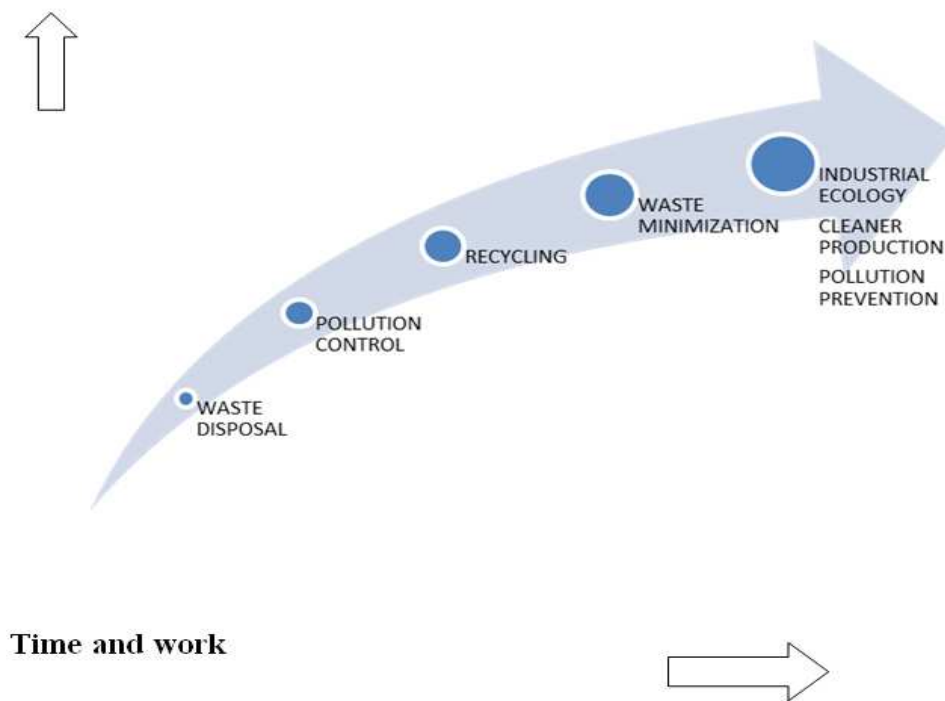 INDUSTRIAL
ECOLOGY
CLEANER
PRODUCTION
POLLUTION
PREVENTION
WASTE
MINIMIZATION
RECYCLING
POLLUTION
CONTROL
WASTE
DISPOSAL
Time and work